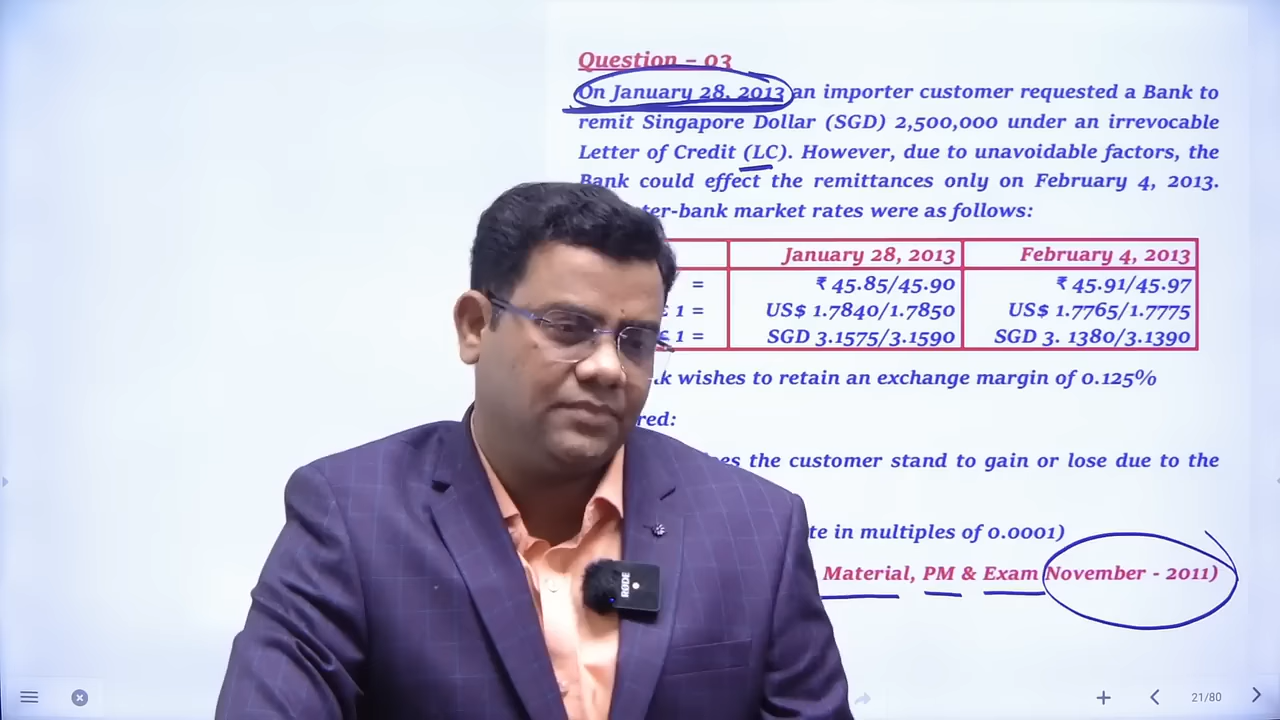 Question – 03
On January 28, 2013 an importer customer requested a Bank to
remit Singapore Dollar (SGD) 2,500,000 under an irrevocable
Letter of Credit (LC). However, due to unavoidable factors, the
Bank could effect the remittances only on February 4, 2013.
market rates were as follows:
January 28, 2013 February 4, 2013
= ₹ 45.85/45.90 ₹ 45.91/45.97
1 = US$ 1.7840/1.7850 US$ 1.7765/1.7775
£ 1 = SGD 3.1575/3.1590 SGD 3. 1380/3.1390
wishes to retain an exchange margin of 0.125%
the customer stand to gain or lose due to the
in multiples of 0.0001)
Material, PM & Exam November - 2011)
RODE
21/80